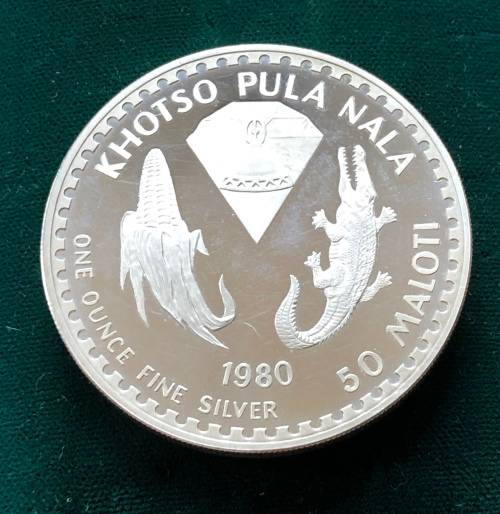 KHOTSO PULA NALA
ONE OUNCE FINE SILVER
1980
50 MALOTI